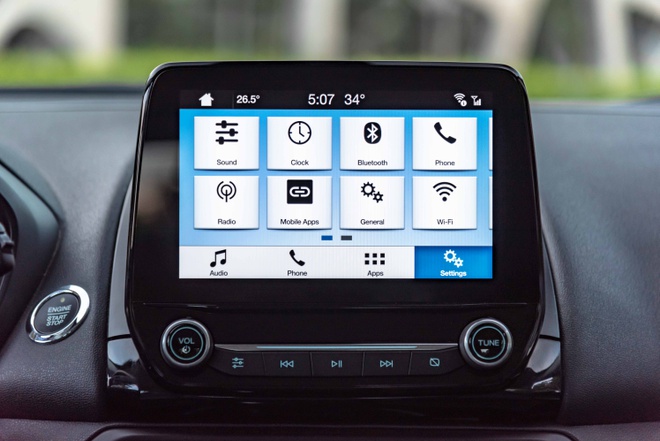 26.5°
5:07 34°
Sound
Clock
Bluetooth
Phone
Radio
Mobile Apps
General
Wi-Fi
Audio
Phone
Apps
Settings
ENGINE
START
STOP
VOL
TUNE